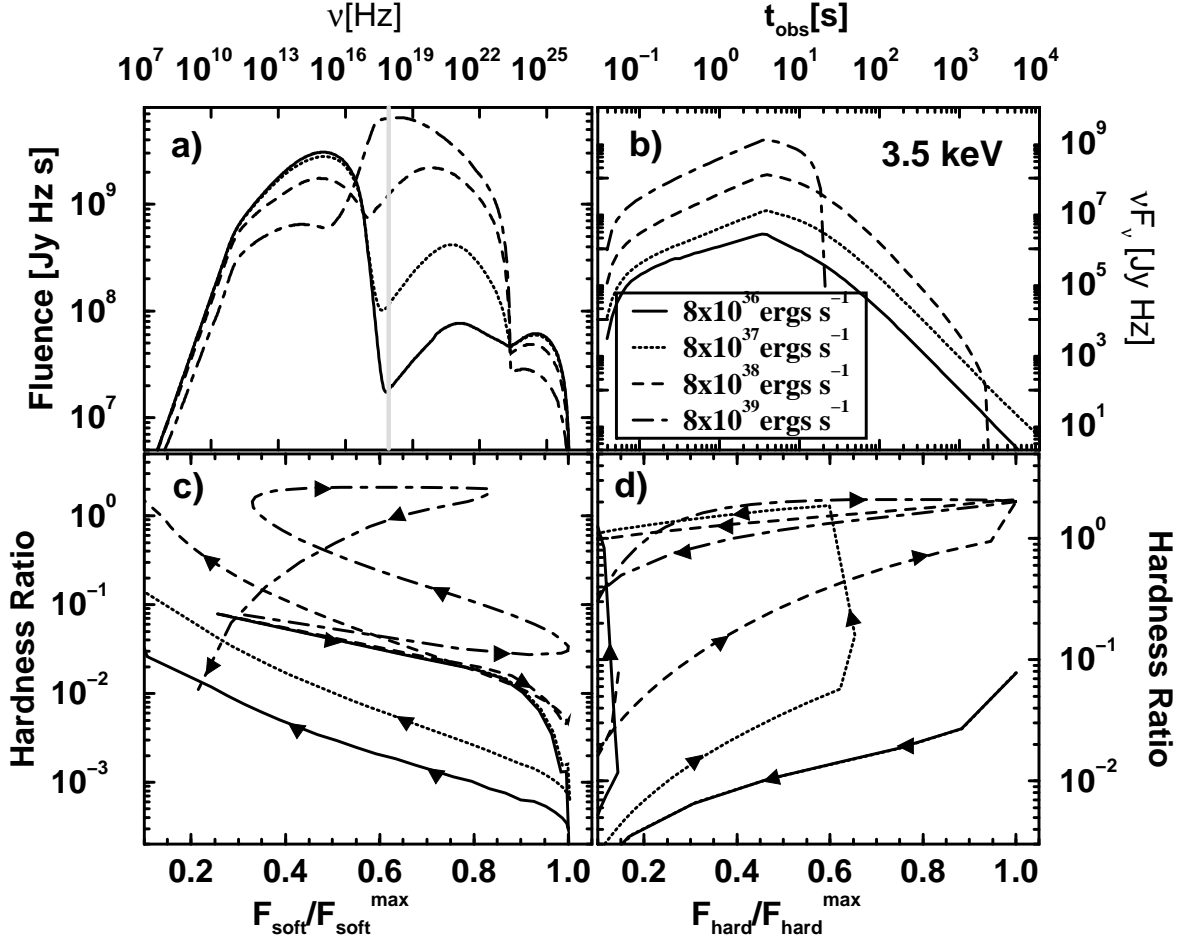 ν[Hz]
t_obs[s]
10^7 10^10 10^13 10^16 10^19 10^22 10^25
10^−1 10^0 10^1 10^2 10^3 10^4
a)
b)
3.5 keV
Fluence [Jy Hz s]
10^9
10^8
10^7
νF_ν [Jy Hz]
10^9
10^7
10^5
10^3
10^1
8x10^36 ergs s^−1
8x10^37 ergs s^−1
8x10^38 ergs s^−1
8x10^39 ergs s^−1
c)
d)
Hardness Ratio
10^0
10^−1
10^−2
10^−3
Hardness Ratio
10^0
10^−1
10^−2
0.2 0.4 0.6 0.8 1.0
0.2 0.4 0.6 0.8 1.0
F_soft/F_soft^max
F_hard/F_hard^max